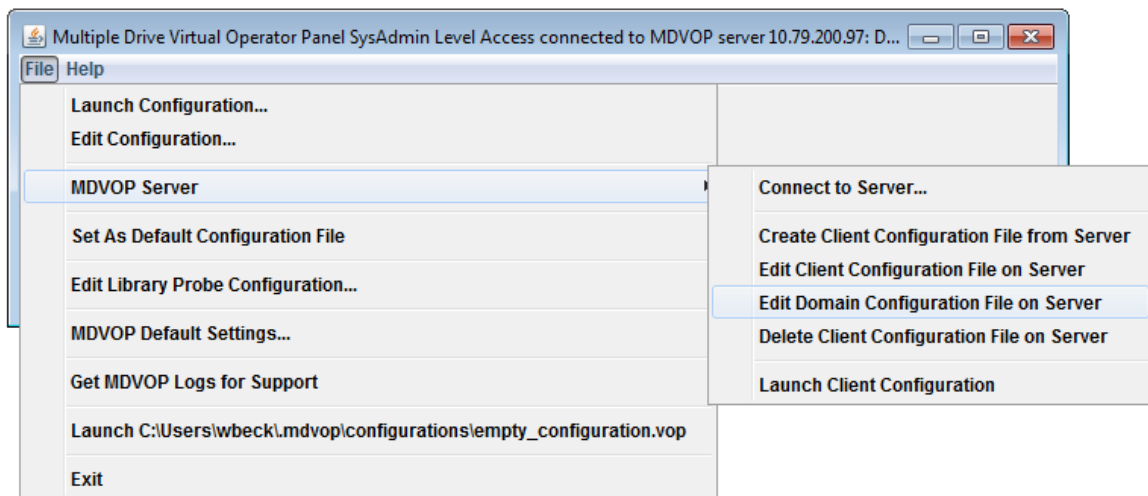 Multiple Drive Virtual Operator Panel SysAdmin Level Access connected to MDVOP server 10.79.200.97: D...
File Help
Launch Configuration...
Edit Configuration...
MDVOP Server
Set As Default Configuration File
Edit Library Probe Configuration...
MDVOP Default Settings...
Get MDVOP Logs for Support
Launch C:\Users\wbeck\.mdvop\configurations\empty_configuration.vop
Exit
Connect to Server...
Create Client Configuration File from Server
Edit Client Configuration File on Server
Edit Domain Configuration File on Server
Delete Client Configuration File on Server
Launch Client Configuration